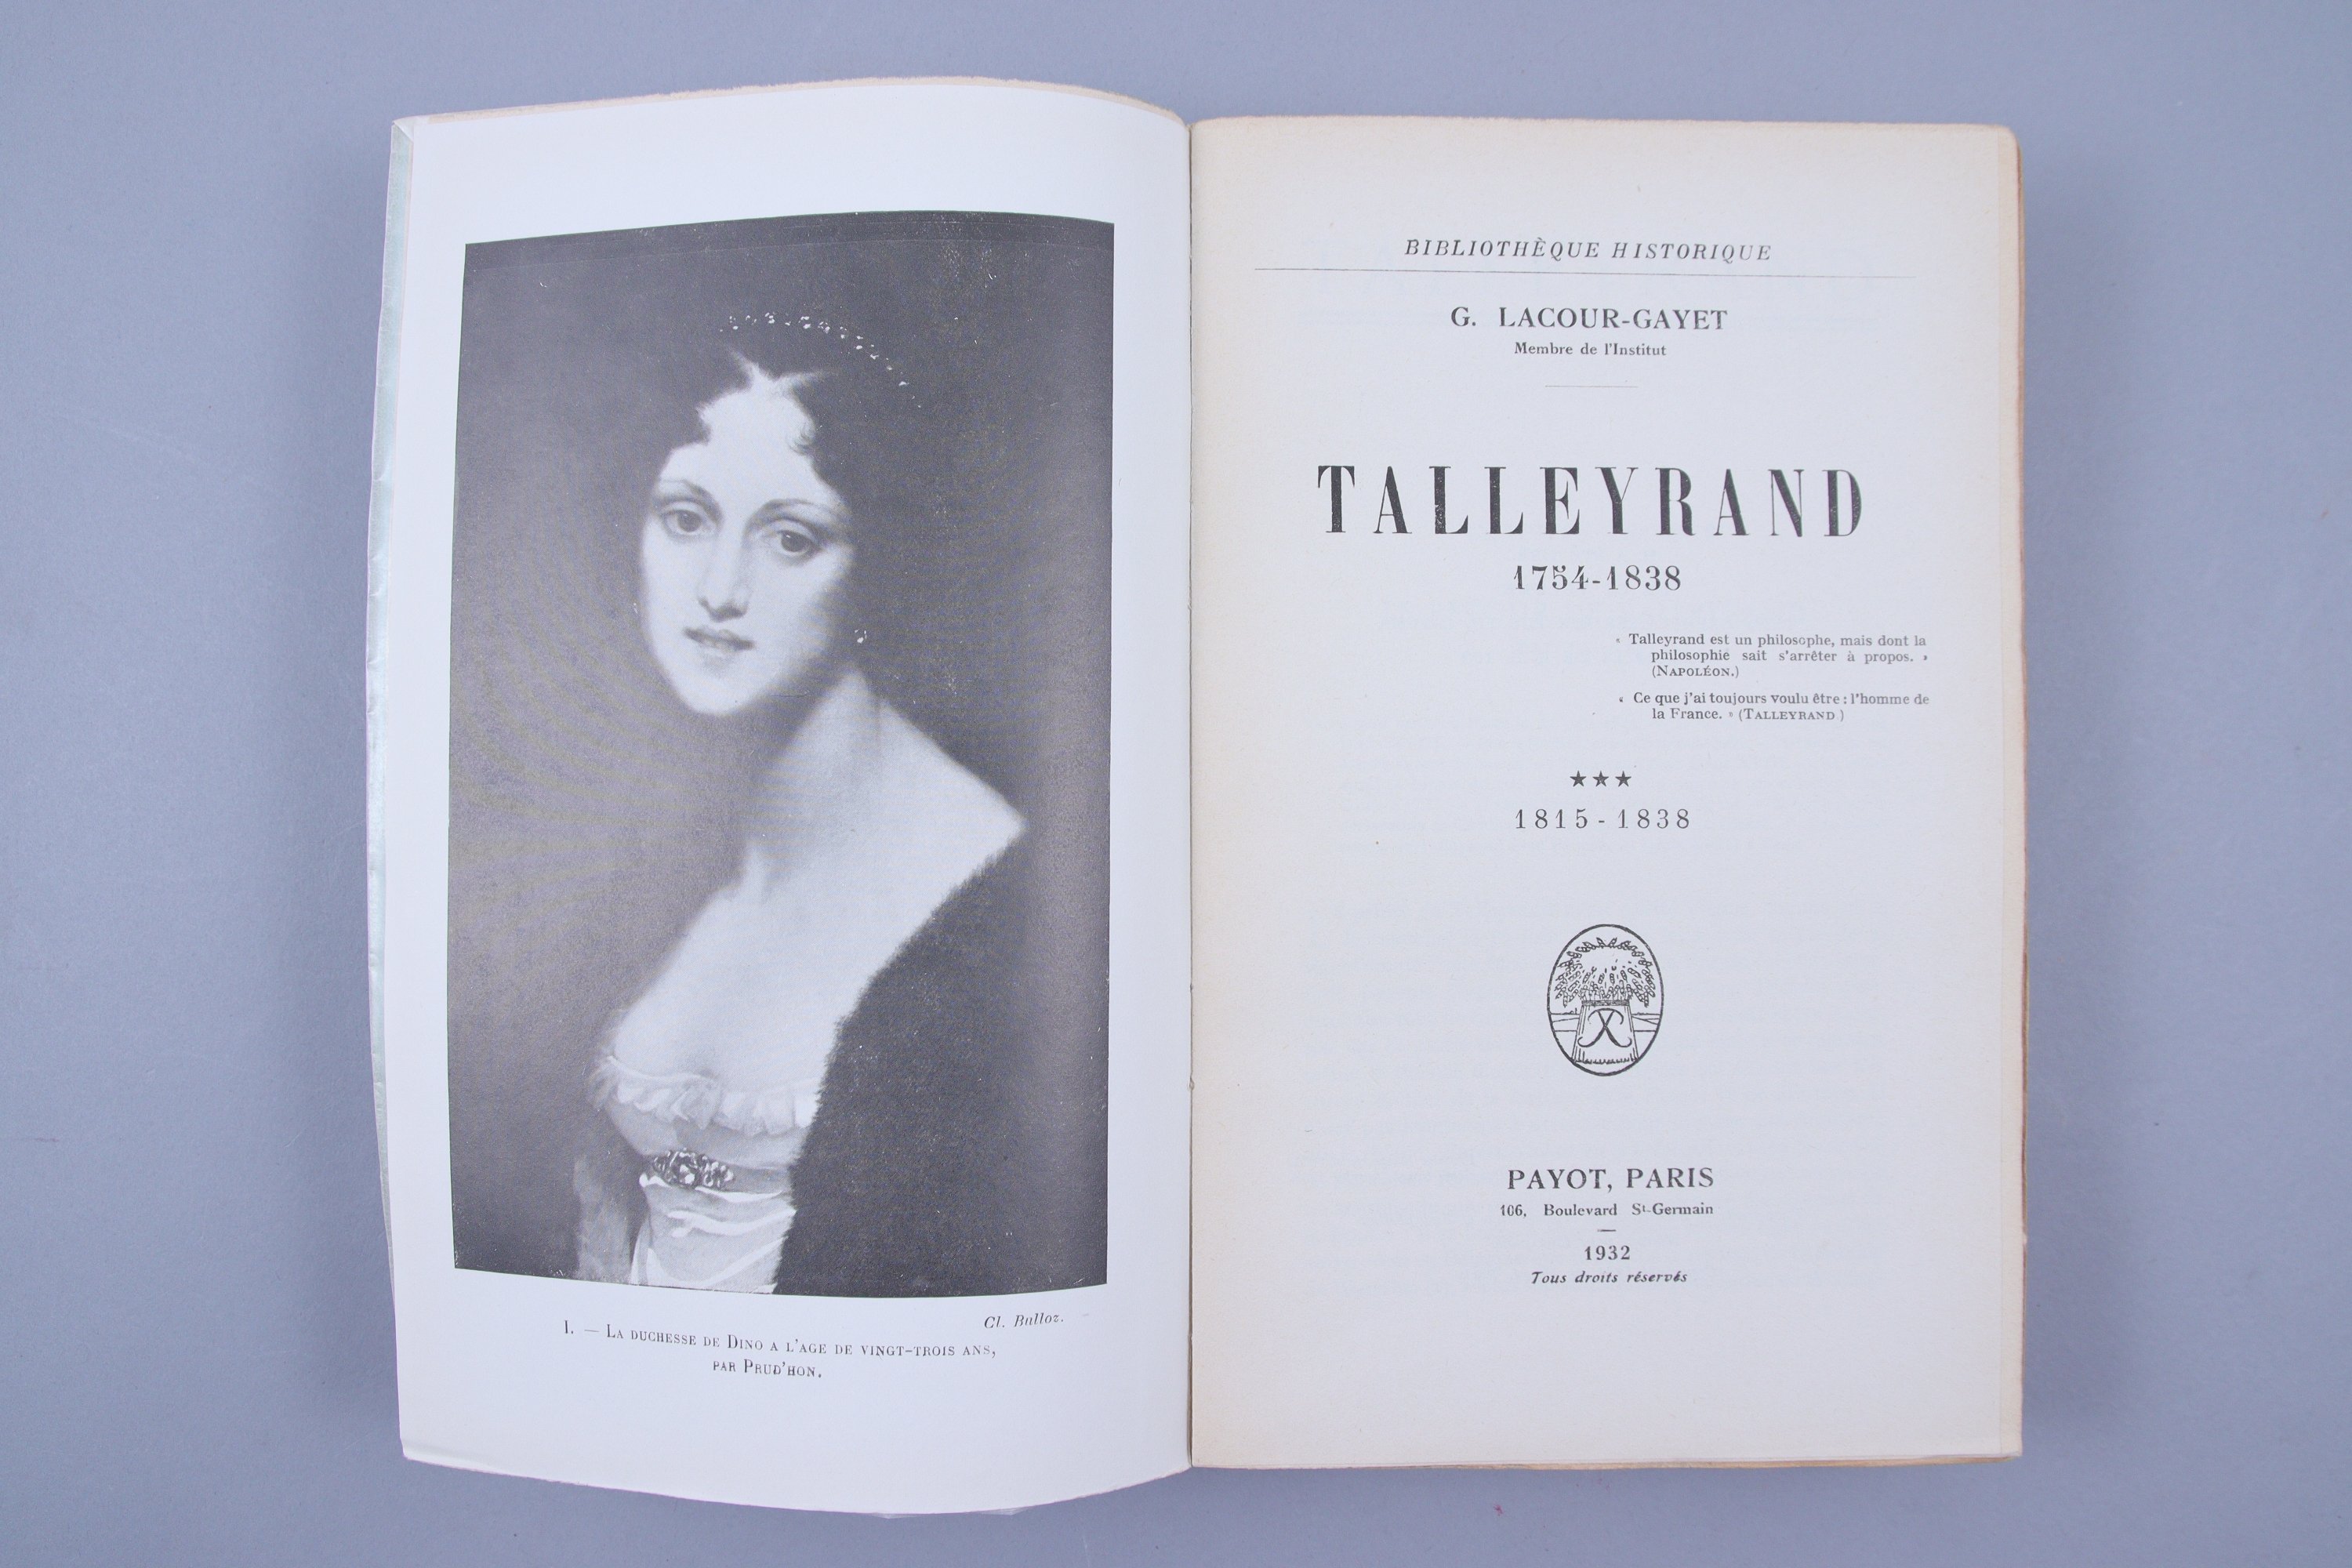 Cl. Bulloz.
I. — LA DUCHESSE DE DINO A L'AGE DE VINGT-TROIS ANS,
PAR PRUD'HON.
BIBLIOTHÈQUE HISTORIQUE
G. LACOUR-GAYET
Membre de l'Institut
TALLEYRAND
1754-1838
« Talleyrand est un philosophe, mais dont la
philosophie sait s'arrêter à propos. »
(NAPOLÉON.)
« Ce que j'ai toujours voulu être : l'homme de
la France. » (TALLEYRAND)
★★★
1815-1838
PAYOT, PARIS
106, Boulevard St-Germain
1932
Tous droits réservés